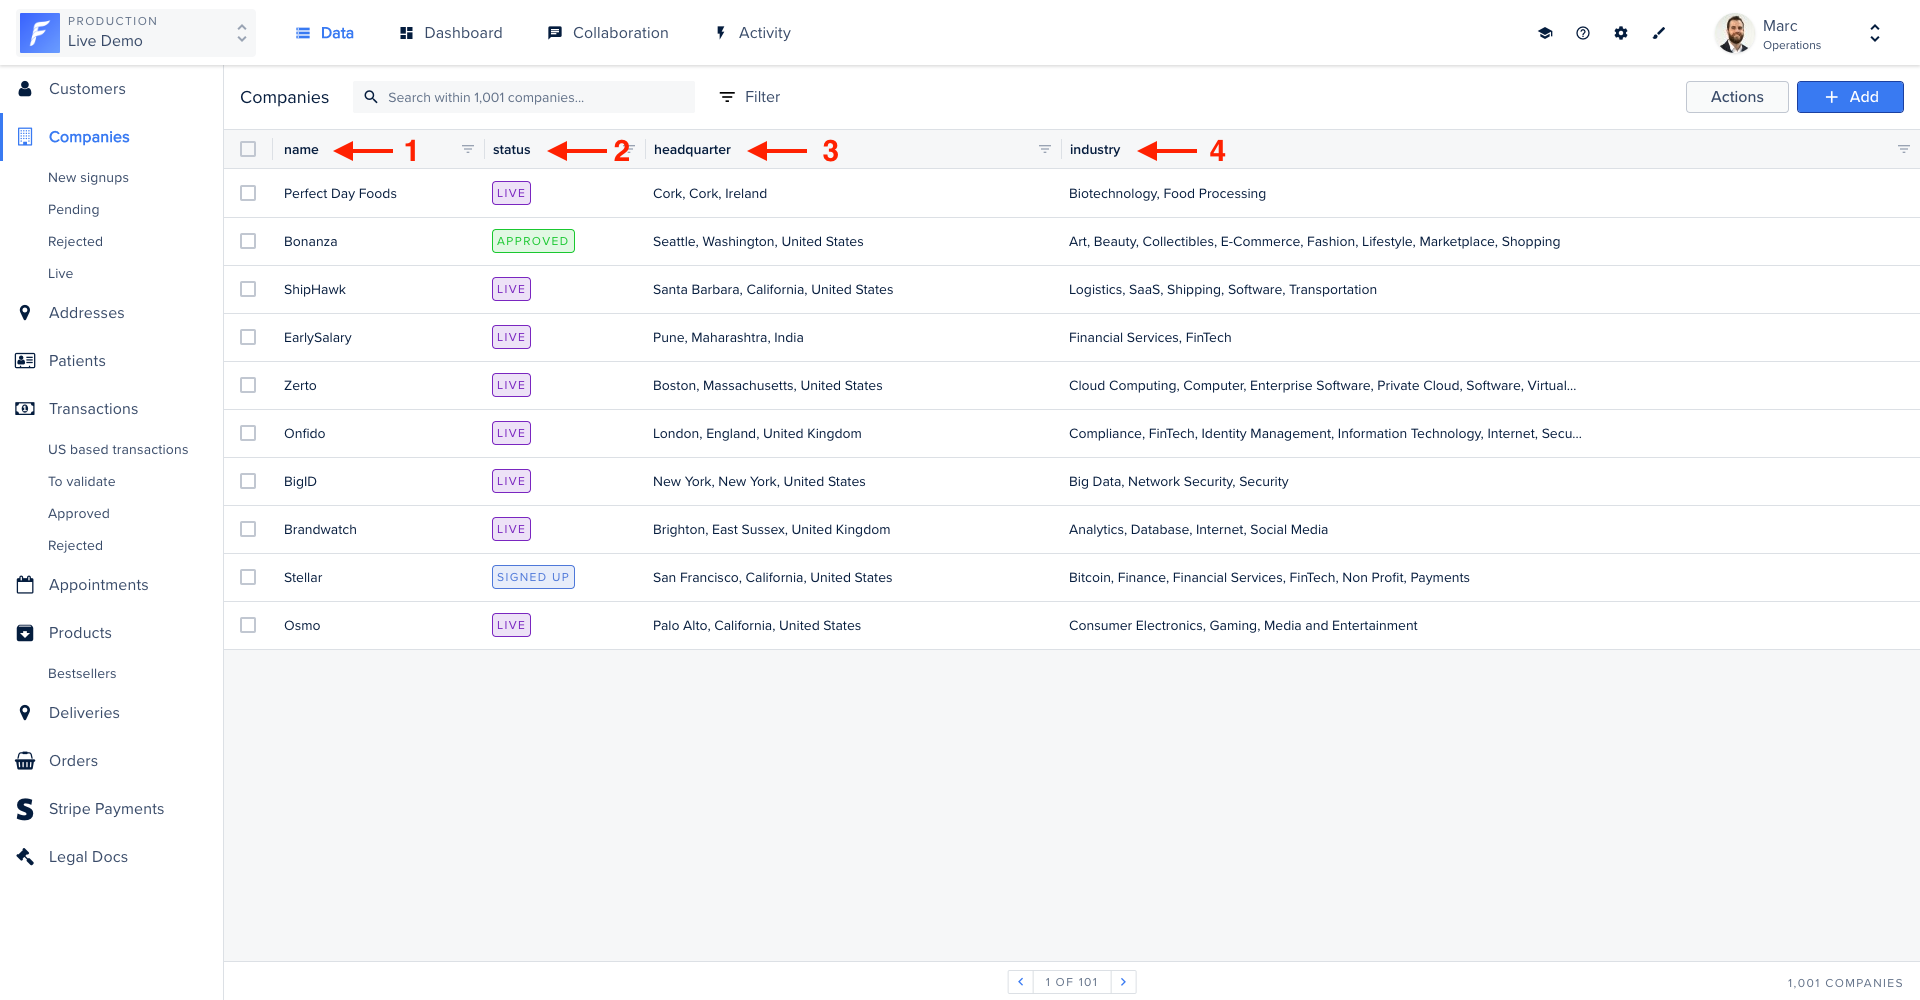 PRODUCTION
Live Demo
Data
Dashboard
Collaboration
Activity
Marc
Operations
Customers
Companies
New signups
Pending
Rejected
Live
Addresses
Patients
Transactions
US based transactions
To validate
Approved
Rejected
Appointments
Products
Bestsellers
Deliveries
Orders
Stripe Payments
Legal Docs
Companies
Search within 1,001 companies...
Filter
Actions
+ Add
name 1 status 2 headquarter 3 industry 4
Perfect Day Foods LIVE Cork, Cork, Ireland Biotechnology, Food Processing
Bonanza APPROVED Seattle, Washington, United States Art, Beauty, Collectibles, E-Commerce, Fashion, Lifestyle, Marketplace, Shopping
ShipHawk LIVE Santa Barbara, California, United States Logistics, SaaS, Shipping, Software, Transportation
EarlySalary LIVE Pune, Maharashtra, India Financial Services, FinTech
Zerto LIVE Boston, Massachusetts, United States Cloud Computing, Computer, Enterprise Software, Private Cloud, Software, Virtual...
Onfido LIVE London, England, United Kingdom Compliance, FinTech, Identity Management, Information Technology, Internet, Secu...
BigID LIVE New York, New York, United States Big Data, Network Security, Security
Brandwatch LIVE Brighton, East Sussex, United Kingdom Analytics, Database, Internet, Social Media
Stellar SIGNED UP San Francisco, California, United States Bitcoin, Finance, Financial Services, FinTech, Non Profit, Payments
Osmo LIVE Palo Alto, California, United States Consumer Electronics, Gaming, Media and Entertainment
1 OF 101
1,001 COMPANIES